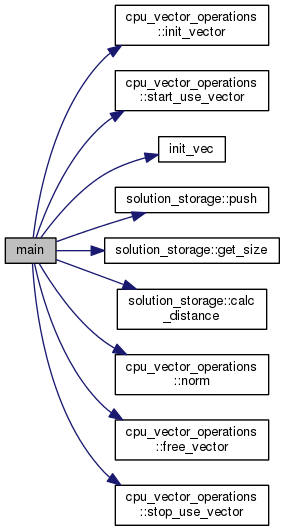 cpu_vector_operations
::init_vector
cpu_vector_operations
::start_use_vector
init_vec
main
solution_storage::push
solution_storage::get_size
solution_storage::calc
_distance
cpu_vector_operations
::norm
cpu_vector_operations
::free_vector
cpu_vector_operations
::stop_use_vector